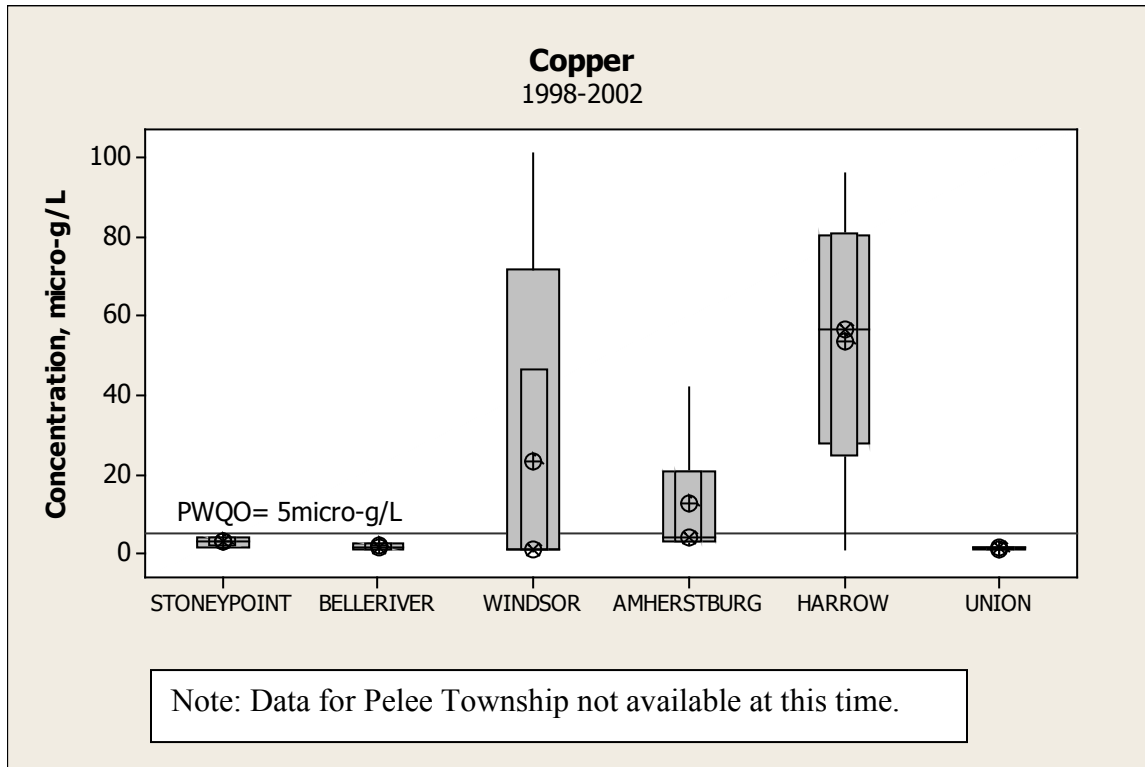 Copper
1998-2002
Concentration, micro-g/L
100
80
60
40
20
0
PWQO= 5micro-g/L
STONEYPOINT BELLERIVER WINDSOR AMHERSTBURG HARROW UNION
Note: Data for Pelee Township not available at this time.